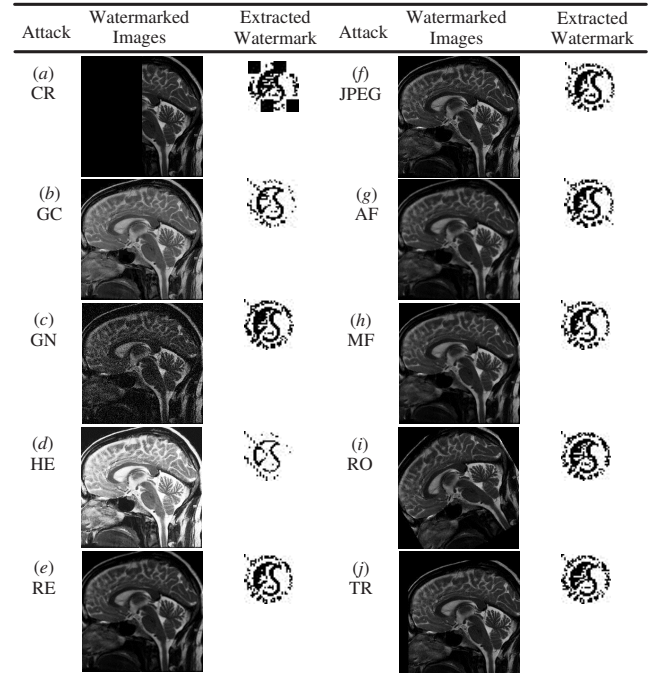 Attack Watermarked Images Extracted Watermark Attack Watermarked Images Extracted Watermark
(a) CR
(f) JPEG
(b) GC
(g) AF
(c) GN
(h) MF
(d) HE
(i) RO
(e) RE
(j) TR